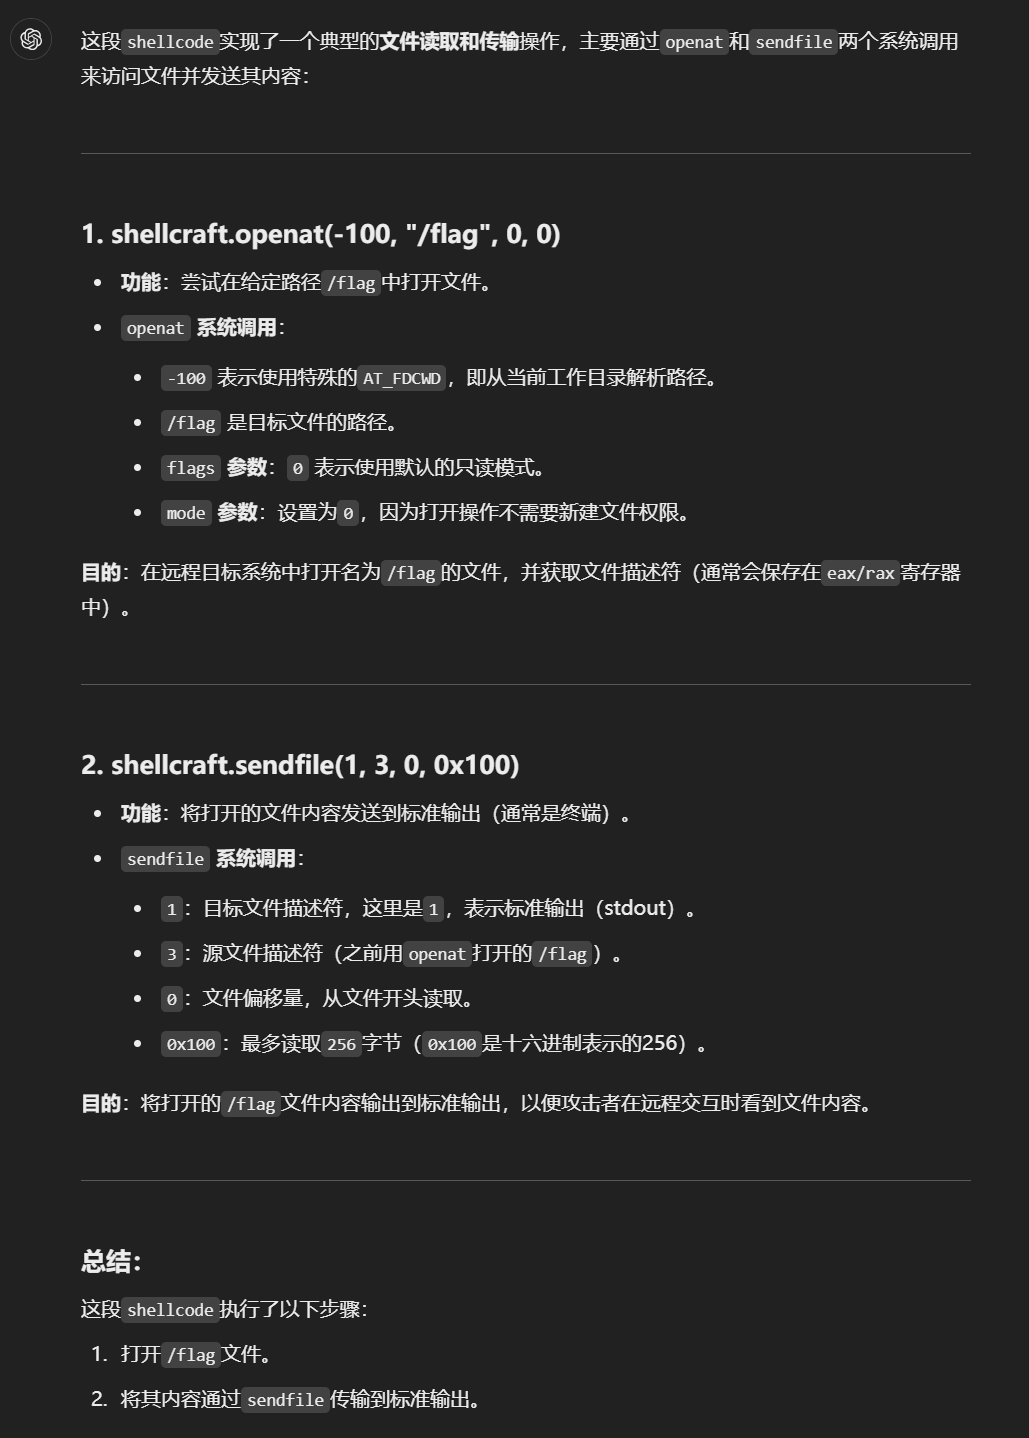 这段shellcode实现了一个典型的文件读取和传输操作，主要通过openat和sendfile两个系统调用
来访问文件并发送其内容：
1. shellcraft.openat(-100, "/flag", 0, 0)
• 功能：尝试在给定路径/flag中打开文件。
• openat 系统调用：
• -100 表示使用特殊的AT_FDCWD，即从当前工作目录解析路径。
• /flag 是目标文件的路径。
• flags 参数：0 表示使用默认的只读模式。
• mode 参数：设置为0，因为打开操作不需要新建文件权限。
目的：在远程目标系统中打开名为/flag的文件，并获取文件描述符（通常会保存在eax/rax寄存器
中）。
2. shellcraft.sendfile(1, 3, 0, 0x100)
• 功能：将打开的文件内容发送到标准输出（通常是终端）。
• sendfile 系统调用：
• 1：目标文件描述符，这里是1，表示标准输出（stdout）。
• 3：源文件描述符（之前用openat打开的/flag）。
• 0：文件偏移量，从文件开头读取。
• 0x100：最多读取256字节（0x100是十六进制表示的256）。
目的：将打开的/flag文件内容输出到标准输出，以便攻击者在远程交互时看到文件内容。
总结：
这段shellcode执行了以下步骤：
1. 打开/flag文件。
2. 将其内容通过sendfile传输到标准输出。